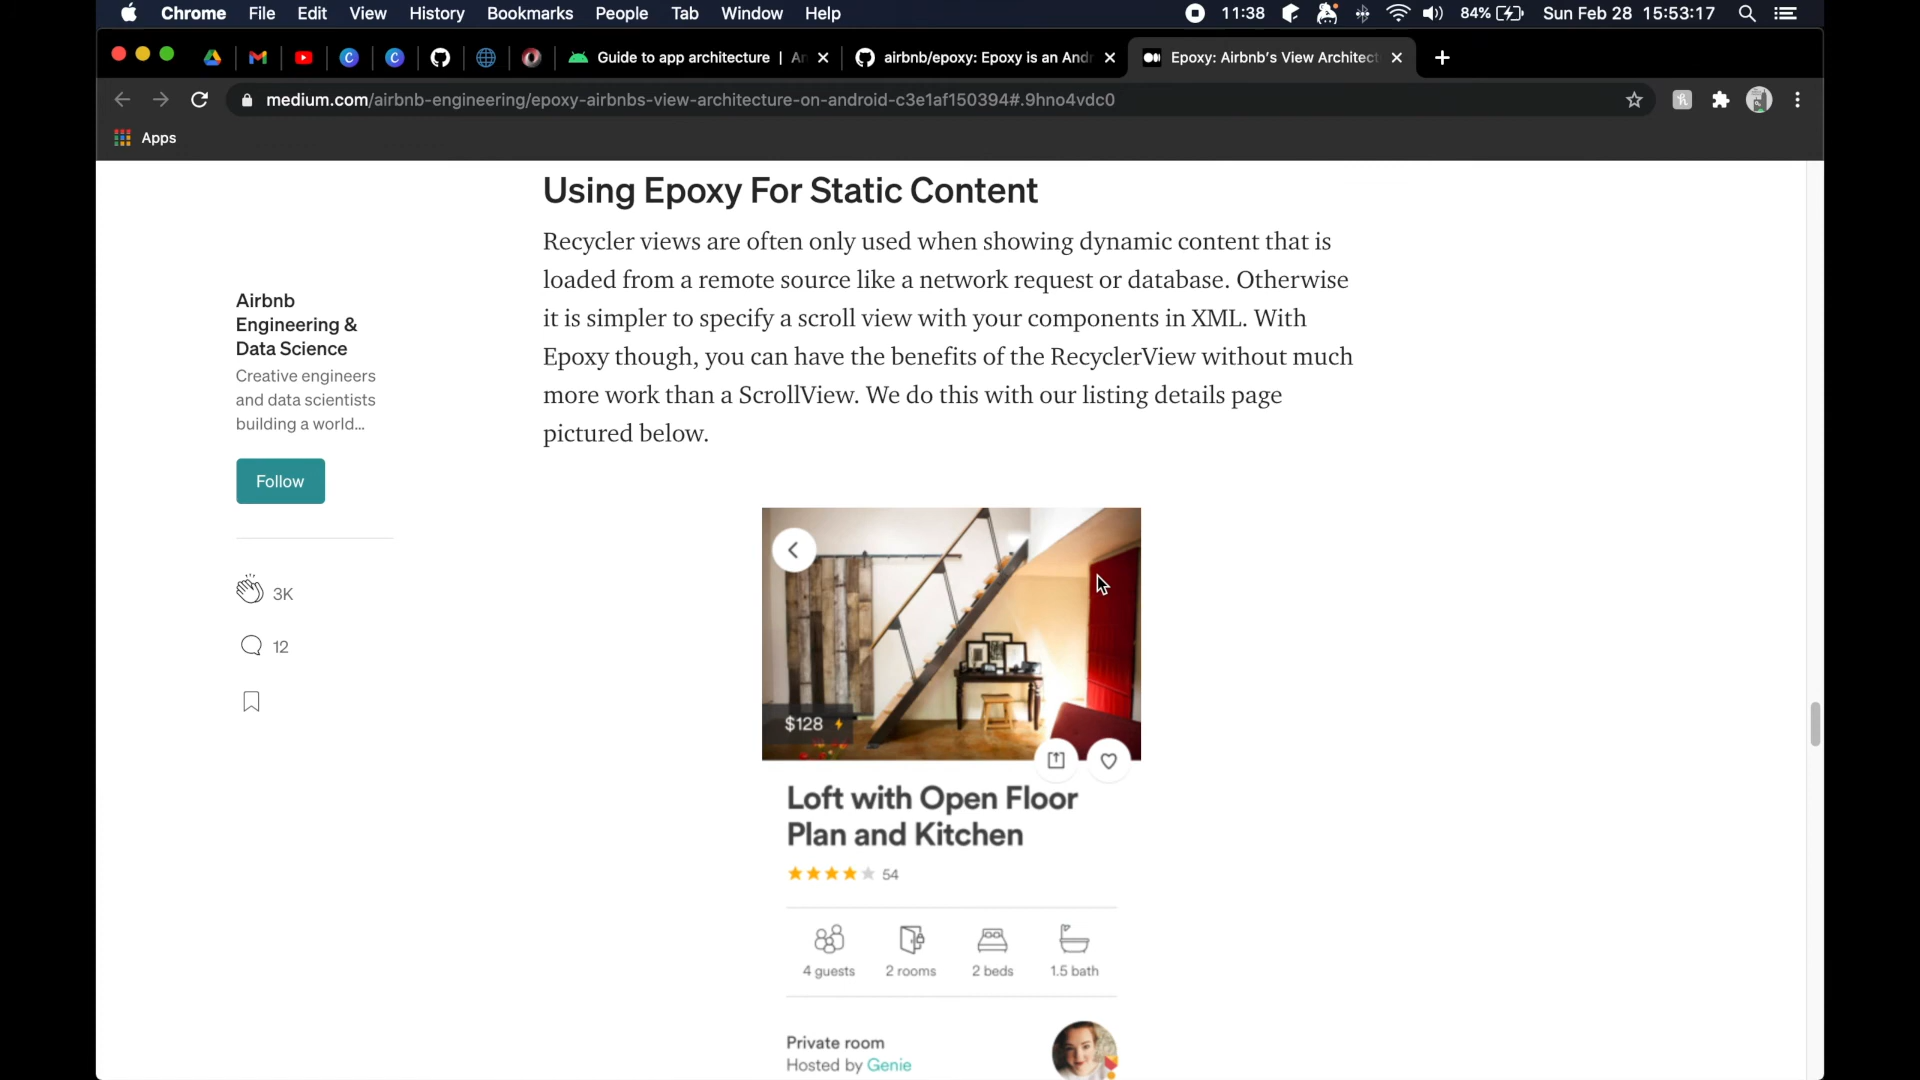 Chrome File Edit View History Bookmarks People Tab Window Help 11:38 84% Sun Feb 28 15:53:17
Guide to app architecture | An
airbnb/epoxy: Epoxy is an Andr
Epoxy: Airbnb's View Architect
medium.com/airbnb-engineering/epoxy-airbnbs-view-architecture-on-android-c3e1af150394#.9hno4vdc0
Apps
Airbnb
Engineering &
Data Science
Creative engineers
and data scientists
building a world...
Follow
3K
12
Using Epoxy For Static Content
Recycler views are often only used when showing dynamic content that is
loaded from a remote source like a network request or database. Otherwise
it is simpler to specify a scroll view with your components in XML. With
Epoxy though, you can have the benefits of the RecyclerView without much
more work than a ScrollView. We do this with our listing details page
pictured below.
$128
Loft with Open Floor
Plan and Kitchen
54
4 guests 2 rooms 2 beds 1.5 bath
Private room
Hosted by Genie